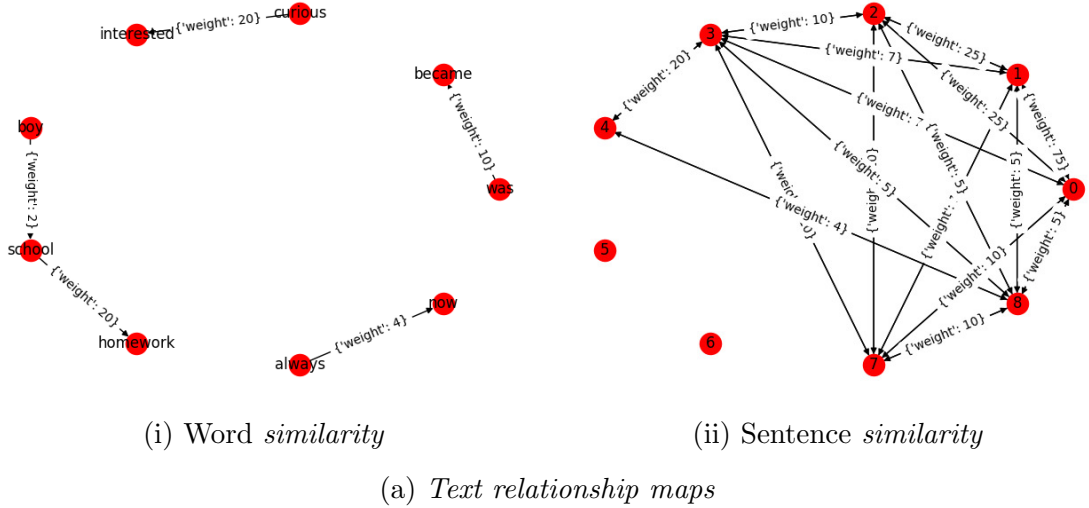 curious
{'weight': 20}
interested
became
{'weight': 10}
was
boy
{'weight': 2}
school
{'weight': 20}
homework
now
{'weight': 4}
always
2
3
{'weight': 10}
{'weight': 25}
{'weight': 7}
1
{'weight': 20}
{'weight': 25}
{'weight': 75}
4
{'weight': 5}
{'weight': 5}
{'weight': 5}
0
{'weight': 4}
5
{'weight': 10}
{'weight': 5}
8
6
{'weight': 10}
7
(i) Word similarity
(ii) Sentence similarity
(a) Text relationship maps